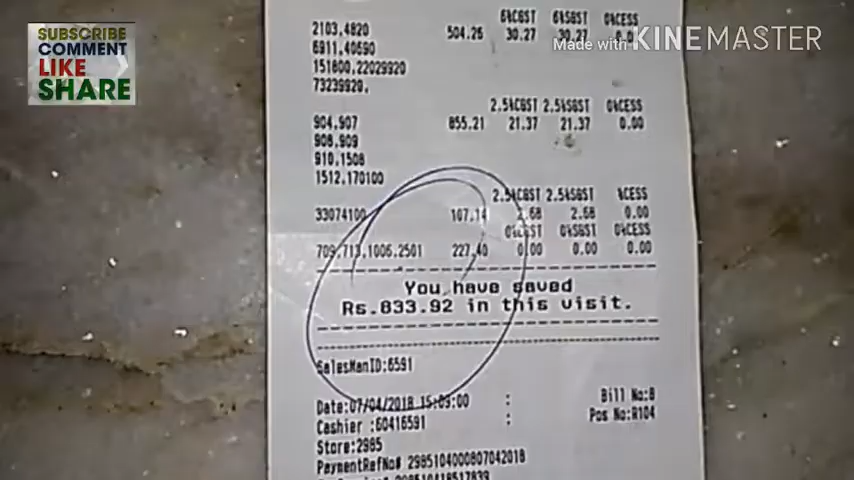 SUBSCRIBE
COMMENT
LIKE
SHARE
Made with KINEMASTER
6%CGST 6%SGST 0%CESS
2103,4820 504.26 30.27 30.27 0.0
6911,40690
151800,22029920
73239920,
2.5%CGST 2.5%SGST 0%CESS
904,907 855.21 21.37 21.37 0.00
908,909
910,1508
1512,170100
2.5%CGST 2.5%SGST %CESS
33074100 107.14 2.68 2.68 0.00
0%CGST 0%SGST 0%CESS
709,713,1006,2501 227.40 0.00 0.00 0.00
You have saved
Rs.833.92 in this visit.
SalesManID:6591
Date:07/04/2018 15:09:00 : Bill No:8
Cashier :60416591 : Pos No:R104
Store:2985
PaymentRefNo# 2985104000807042018